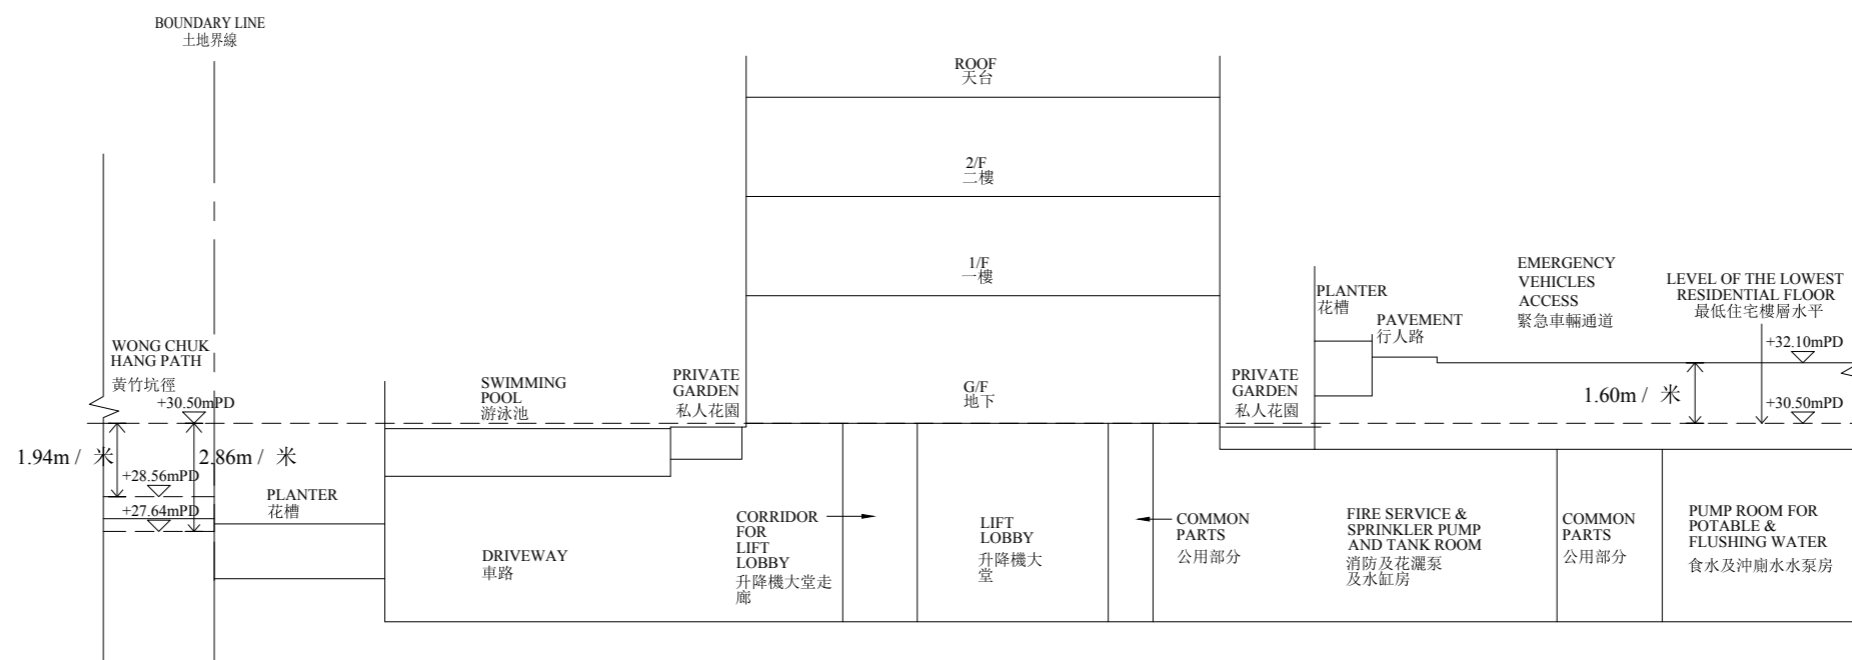 BOUNDARY LINE
土地界線
ROOF
天台
2/F
二樓
1/F
一樓
G/F
地下
WONG CHUK
HANG PATH
黃竹坑徑
+30.50mPD
1.94m / 米
2.86m / 米
+28.56mPD
+27.64mPD
PLANTER
花槽
SWIMMING
POOL
游泳池
PRIVATE
GARDEN
私人花園
DRIVEWAY
車路
CORRIDOR
FOR
LIFT
LOBBY
升降機大堂走
廊
LIFT
LOBBY
升降機大
堂
COMMON
PARTS
公用部分
PRIVATE
GARDEN
私人花園
PLANTER
花槽
PAVEMENT
行人路
EMERGENCY
VEHICLES
ACCESS
緊急車輛通道
LEVEL OF THE LOWEST
RESIDENTIAL FLOOR
最低住宅樓層水平
+32.10mPD
1.60m / 米
+30.50mPD
FIRE SERVICE &
SPRINKLER PUMP
AND TANK ROOM
消防及花灑泵
及水缸房
COMMON
PARTS
公用部分
PUMP ROOM FOR
POTABLE &
FLUSHING WATER
食水及沖廁水水泵房